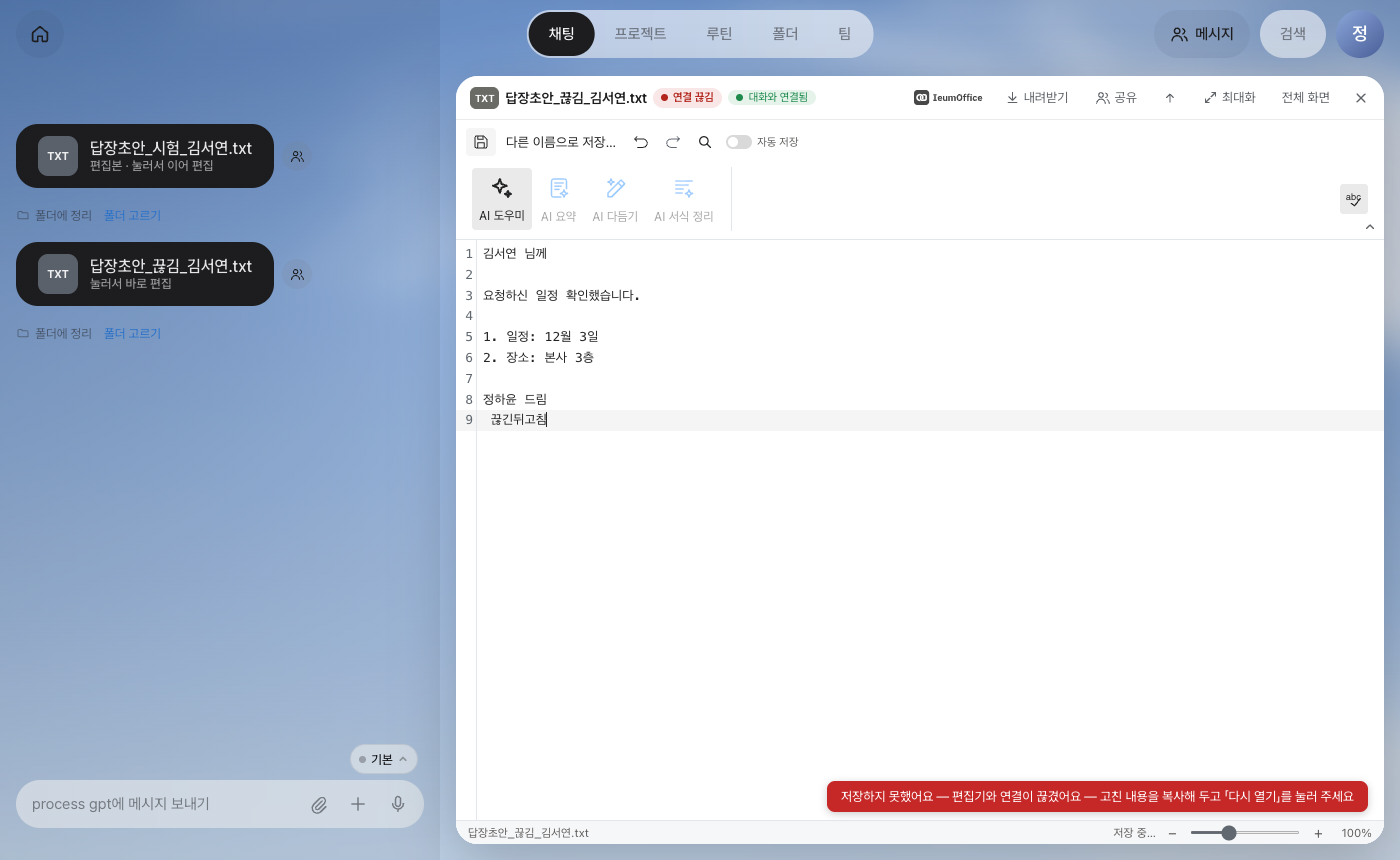 채팅
프로젝트
루틴
폴더
팀
메시지
검색
정
TXT
답장초안_시험_김서연.txt
편집본 · 눌러서 이어 편집
폴더에 정리
폴더 고르기
TXT
답장초안_끊김_김서연.txt
눌러서 바로 편집
폴더에 정리
폴더 고르기
기본
process gpt에 메시지 보내기
TXT 답장초안_끊김_김서연.txt 연결 끊김 대화와 연결됨
IeumOffice 내려받기 공유 최대화 전체 화면
다른 이름으로 저장... 자동 저장
AI 도우미 AI 요약 AI 다듬기 AI 서식 정리
abc
1 김서연 님께
2
3 요청하신 일정 확인했습니다.
4
5 1. 일정: 12월 3일
6 2. 장소: 본사 3층
7
8 정하윤 드림
9 끊긴뒤고침
저장하지 못했어요 — 편집기와 연결이 끊겼어요 — 고친 내용을 복사해 두고 「다시 열기」를 눌러 주세요
답장초안_끊김_김서연.txt
저장 중... − + 100%